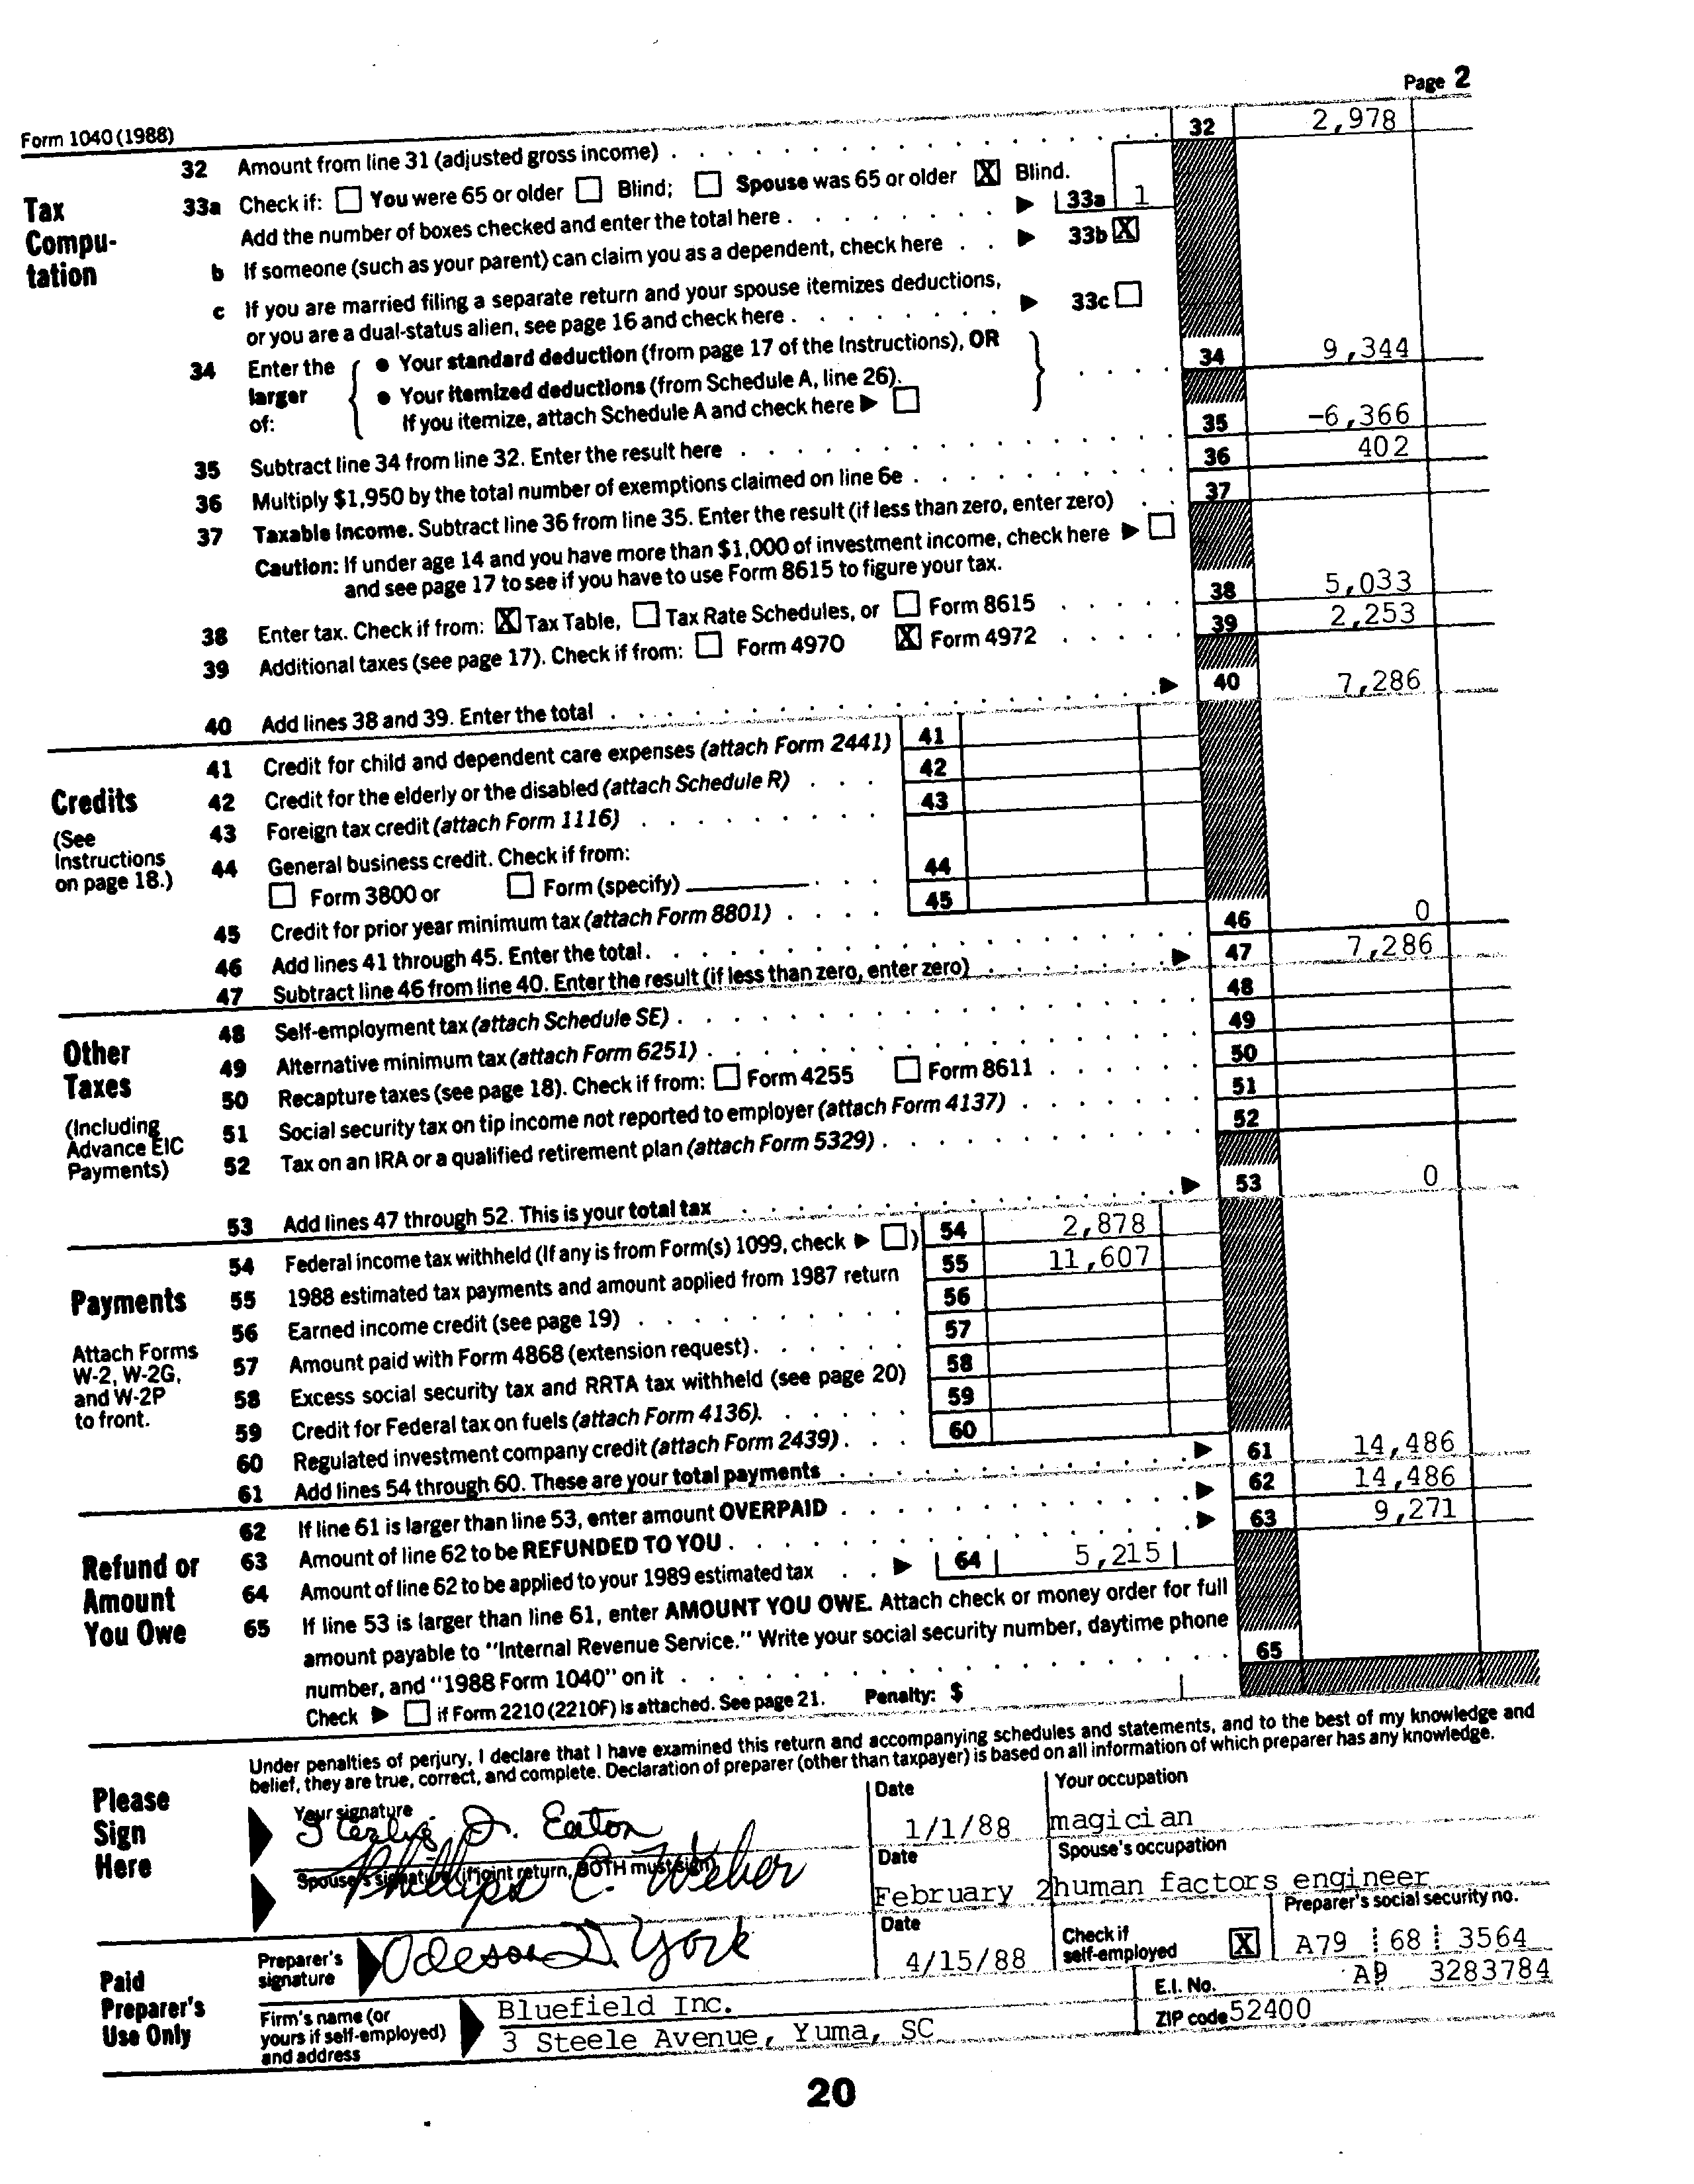 Page 2
Form 1040 (1988)
32 Amount from line 31 (adjusted gross income) . . . . . 32 2,978
Tax Compu-tation
33a Check if: ☐ You were 65 or older ☐ Blind; ☐ Spouse was 65 or older ☒ Blind.
Add the number of boxes checked and enter the total here . . . . . ▶ 33a 1
b If someone (such as your parent) can claim you as a dependent, check here . . ▶ 33b ☒
c If you are married filing a separate return and your spouse itemizes deductions,
or you are a dual-status alien, see page 16 and check here . . . . . ▶ 33c ☐
34 Enter the larger of: { ● Your standard deduction (from page 17 of the Instructions), OR } . . . . 34 9,344
● Your itemized deductions (from Schedule A, line 26).
If you itemize, attach Schedule A and check here ▶ ☐
35 Subtract line 34 from line 32. Enter the result here . . . . . 35 -6,366
36 Multiply $1,950 by the total number of exemptions claimed on line 6e . . . . . 36 402
37 Taxable income. Subtract line 36 from line 35. Enter the result (if less than zero, enter zero) . . 37
Caution: If under age 14 and you have more than $1,000 of investment income, check here ▶ ☐
and see page 17 to see if you have to use Form 8615 to figure your tax.
38 Enter tax. Check if from: ☒ Tax Table, ☐ Tax Rate Schedules, or ☐ Form 8615 . . . . . 38 5,033
39 Additional taxes (see page 17). Check if from: ☐ Form 4970 ☒ Form 4972 . . . . . 39 2,253
40 Add lines 38 and 39. Enter the total . . . . . ▶ 40 7,286
Credits
(See Instructions on page 18.)
41 Credit for child and dependent care expenses (attach Form 2441) 41
42 Credit for the elderly or the disabled (attach Schedule R) . . . 42
43 Foreign tax credit (attach Form 1116) . . . . . 43
44 General business credit. Check if from:
☐ Form 3800 or ☐ Form (specify) . . . 44
45 Credit for prior year minimum tax (attach Form 8801) . . . . 45
46 Add lines 41 through 45. Enter the total . . . . . 46 0
47 Subtract line 46 from line 40. Enter the result (if less than zero, enter zero) . . . . . ▶ 47 7,286
Other Taxes
(Including Advance EIC Payments)
48 Self-employment tax (attach Schedule SE) . . . . . 48
49 Alternative minimum tax (attach Form 6251) . . . . . 49
50 Recapture taxes (see page 18). Check if from: ☐ Form 4255 ☐ Form 8611 . . . . . 50
51 Social security tax on tip income not reported to employer (attach Form 4137) . . . . . 51
52 Tax on an IRA or a qualified retirement plan (attach Form 5329) . . . . . 52
53 Add lines 47 through 52. This is your total tax . . . . . ▶ 53 0
Payments
Attach Forms W-2, W-2G, and W-2P to front.
54 Federal income tax withheld (If any is from Form(s) 1099, check ▶ ☐) 54 2,878
55 1988 estimated tax payments and amount applied from 1987 return 55 11,607
56 Earned income credit (see page 19) . . . . . 56
57 Amount paid with Form 4868 (extension request) . . . . . 57
58 Excess social security tax and RRTA tax withheld (see page 20) 58
59 Credit for Federal tax on fuels (attach Form 4136) . . . . . 59
60 Regulated investment company credit (attach Form 2439) . . . 60
61 Add lines 54 through 60. These are your total payments . . . . . ▶ 61 14,486
Refund or Amount You Owe
62 If line 61 is larger than line 53, enter amount OVERPAID . . . . . ▶ 62 14,486
63 Amount of line 62 to be REFUNDED TO YOU . . . . . ▶ 63 9,271
64 Amount of line 62 to be applied to your 1989 estimated tax . . ▶ 64 5,215
65 If line 53 is larger than line 61, enter AMOUNT YOU OWE. Attach check or money order for full
amount payable to "Internal Revenue Service." Write your social security number, daytime phone
number, and "1988 Form 1040" on it . . . . . 65
Check ▶ ☐ if Form 2210 (2210F) is attached. See page 21. Penalty: $
Please Sign Here
Under penalties of perjury, I declare that I have examined this return and accompanying schedules and statements, and to the best of my knowledge and
belief, they are true, correct, and complete. Declaration of preparer (other than taxpayer) is based on all information of which preparer has any knowledge.
Your signature Date Your occupation
J. Eaton 1/1/88 magician
Spouse's signature (if joint return, BOTH must sign) Date Spouse's occupation
Phillips C. Weber February 2 human factors engineer
Paid Preparer's Use Only
Preparer's signature Date Check if self-employed ☒ Preparer's social security no.
York 4/15/88 A79 68 3564
Firm's name (or yours if self-employed) and address
Bluefield Inc. E.I. No. A9 3283784
3 Steele Avenue, Yuma, SC ZIP code 52400
20